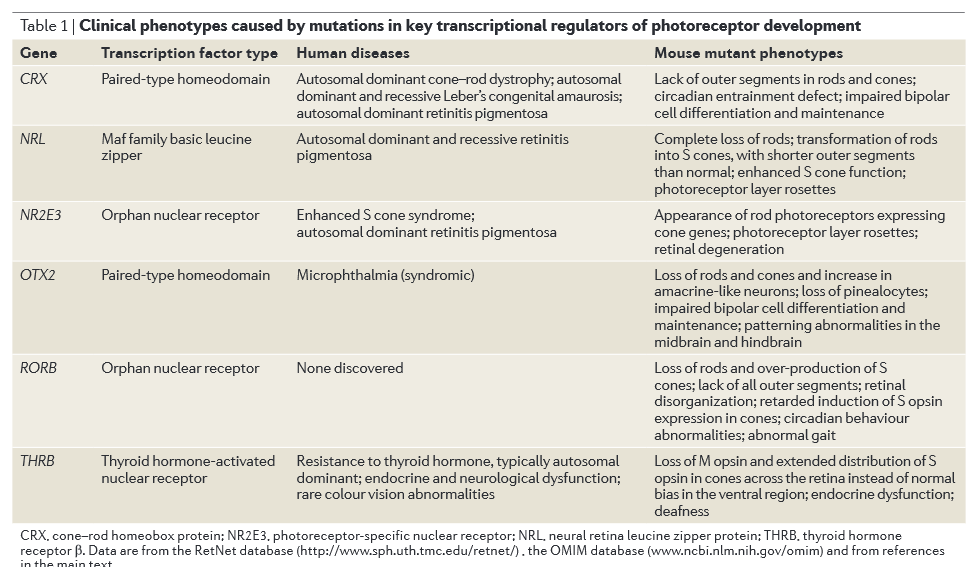 Table 1 | Clinical phenotypes caused by mutations in key transcriptional regulators of photoreceptor development
Gene Transcription factor type Human diseases Mouse mutant phenotypes
CRX Paired-type homeodomain Autosomal dominant cone–rod dystrophy; autosomal dominant and recessive Leber's congenital amaurosis; autosomal dominant retinitis pigmentosa
Lack of outer segments in rods and cones;
circadian entrainment defect; impaired bipolar
cell differentiation and maintenance
NRL Maf family basic leucine zipper
Autosomal dominant and recessive retinitis
pigmentosa
Complete loss of rods; transformation of rods
into S cones, with shorter outer segments
than normal; enhanced S cone function;
photoreceptor layer rosettes
NR2E3 Orphan nuclear receptor
Enhanced S cone syndrome;
autosomal dominant retinitis pigmentosa
Appearance of rod photoreceptors expressing
cone genes; photoreceptor layer rosettes;
retinal degeneration
OTX2 Paired-type homeodomain
Microphthalmia (syndromic)
Loss of rods and cones and increase in
amacrine-like neurons; loss of pinealocytes;
impaired bipolar cell differentiation and
maintenance; patterning abnormalities in the
midbrain and hindbrain
RORB Orphan nuclear receptor
None discovered
Loss of rods and over-production of S
cones; lack of all outer segments; retinal
disorganization; retarded induction of S opsin
expression in cones; circadian behaviour
abnormalities; abnormal gait
THRB Thyroid hormone-activated
nuclear receptor
Resistance to thyroid hormone, typically autosomal
dominant; endocrine and neurological dysfunction;
rare colour vision abnormalities
Loss of M opsin and extended distribution of S
opsin in cones across the retina instead of normal
bias in the ventral region; endocrine dysfunction;
deafness
CRX, cone–rod homeobox protein; NR2E3, photoreceptor-specific nuclear receptor; NRL, neural retina leucine zipper protein; THRB, thyroid hormone
receptor β. Data are from the RetNet database (http://www.sph.uth.tmc.edu/retnet/) , the OMIM database (www.ncbi.nlm.nih.gov/omim) and from references
in the main text.